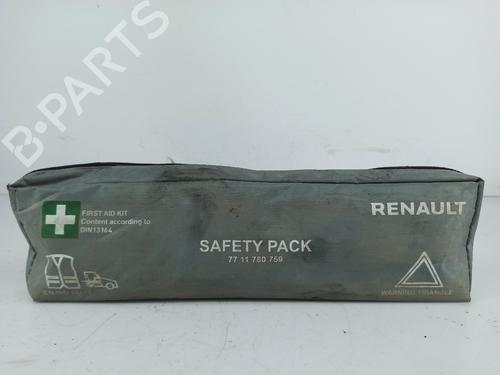 B-PARTS
FIRST AID KIT
Content according to
DIN13164
RENAULT
SAFETY PACK
77 11 780 759
WARNING TRIANGLE